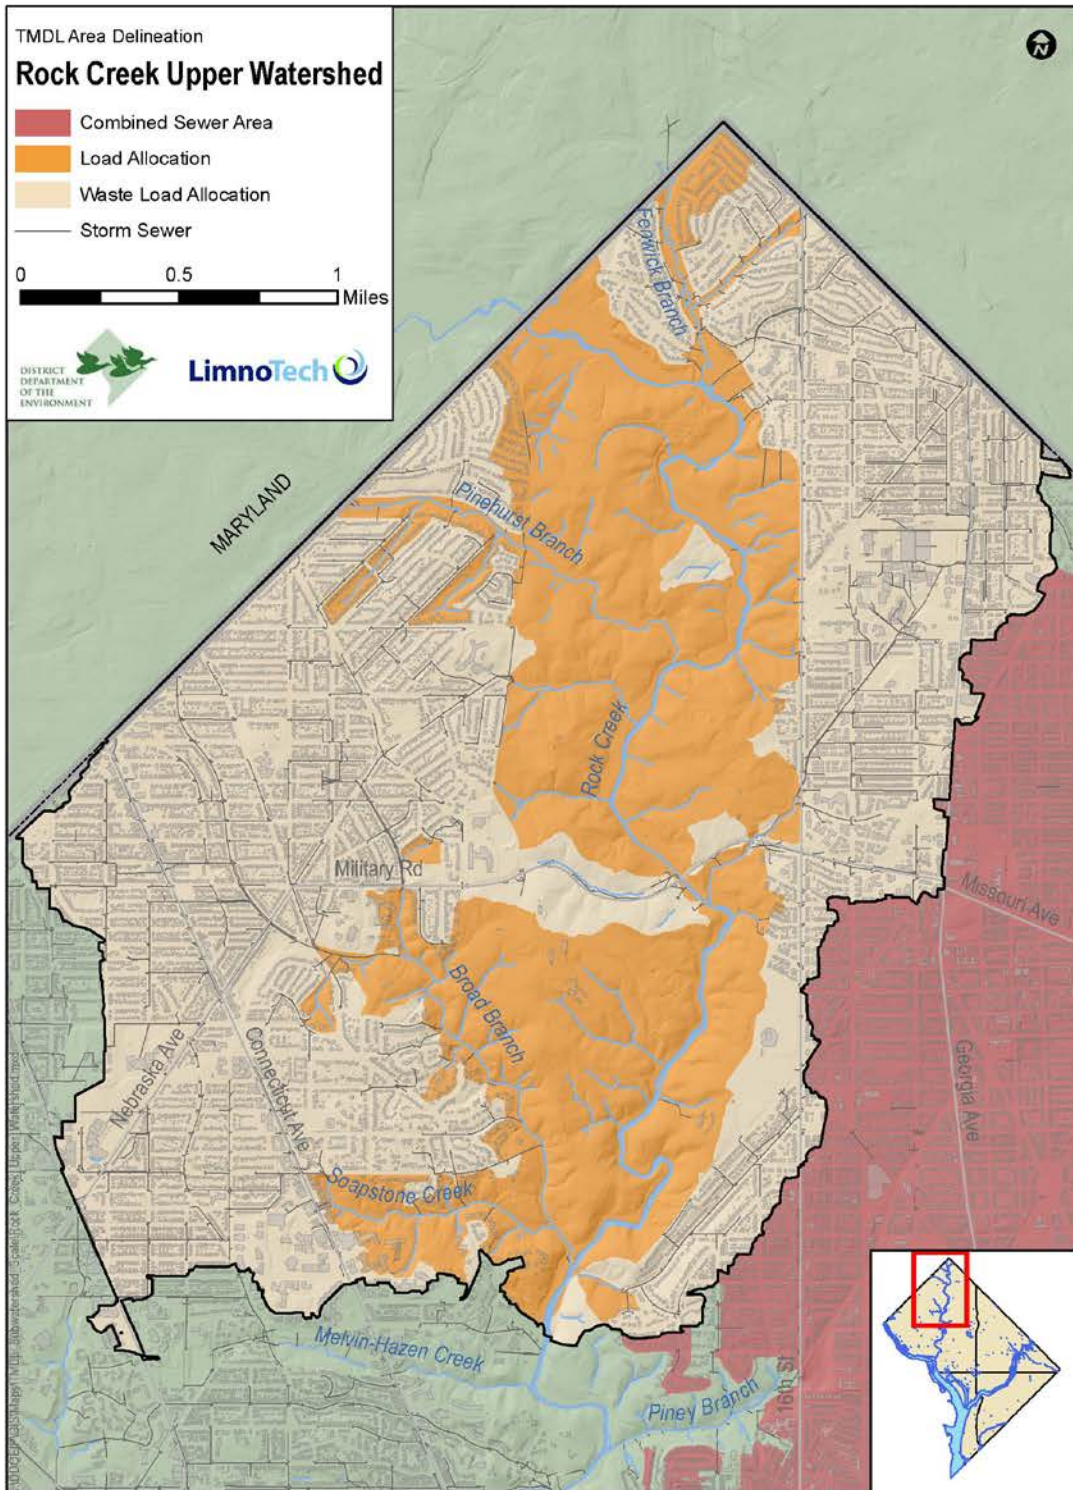 TMDL Area Delineation
Rock Creek Upper Watershed
Combined Sewer Area
Load Allocation
Waste Load Allocation
Storm Sewer
0 0.5 1
Miles
DISTRICT
DEPARTMENT
OF THE
ENVIRONMENT
LimnoTech
N
Fenwick Branch
MARYLAND
Pinehurst Branch
Rock Creek
Military Rd
Missouri Ave
Broad Branch
Nebraska Ave
Connecticut Ave
Georgia Ave
Soapstone Creek
Melvin-Hazen Creek
16th St
Piney Branch